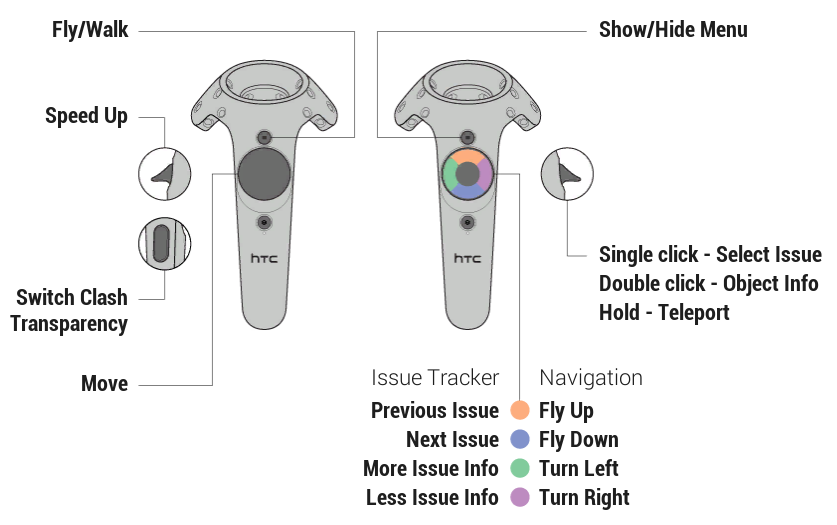 Fly/Walk
Show/Hide Menu
Speed Up
hTC
hTC
Single click - Select Issue
Double click - Object Info
Hold - Teleport
Switch Clash
Transparency
Move
Issue Tracker Navigation
Previous Issue Fly Up
Next Issue Fly Down
More Issue Info Turn Left
Less Issue Info Turn Right